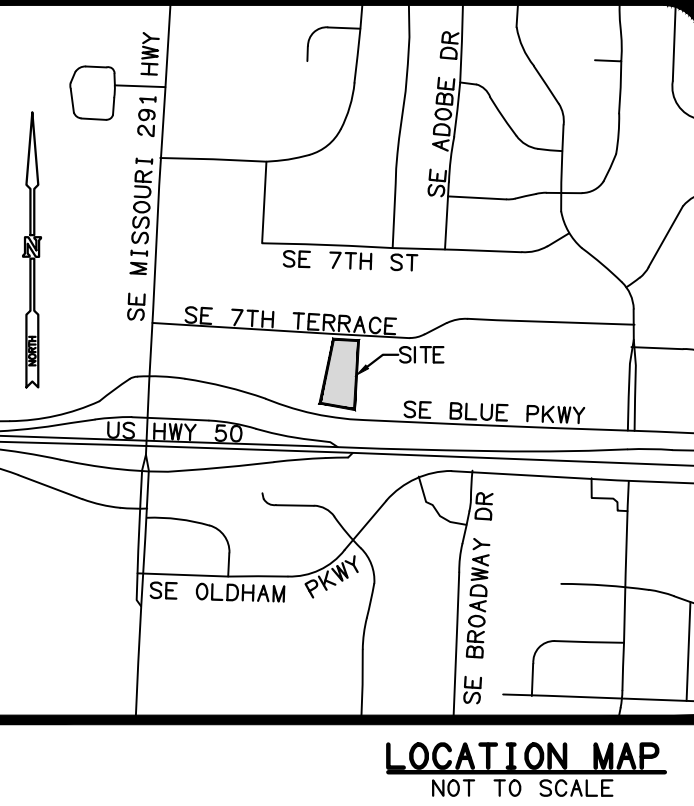 SE MISSOURI 291 HWY
SE ADOBE DR
SE 7TH ST
N
NORTH
SE 7TH TERRACE
SITE
SE BLUE PKWY
US HWY 50
SE OLDHAM PKWY
SE BROADWAY DR
LOCATION MAP
NOT TO SCALE